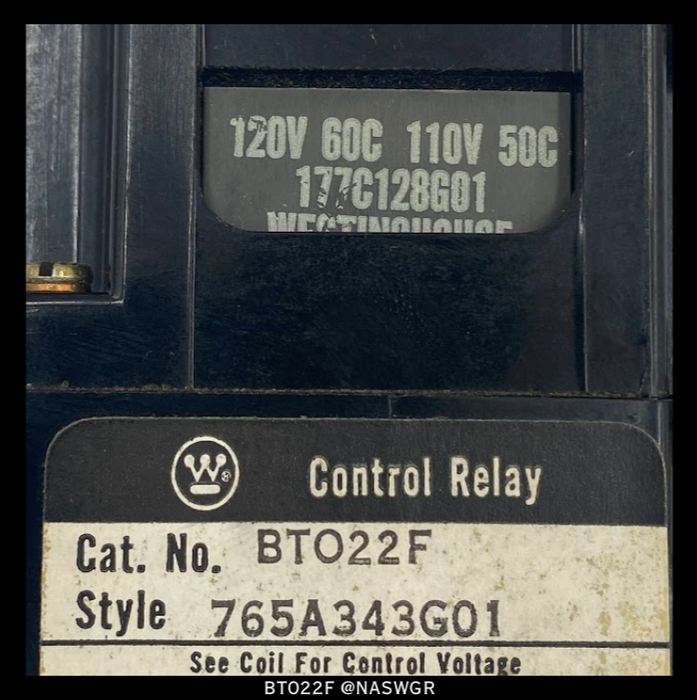 120V 60C 110V 50C
177C128G01
WESTINGHOUSE
W
Control Relay
Cat. No. BTO22F
Style 765A343G01
See Coil For Control Voltage
BTO22F @NASWGR